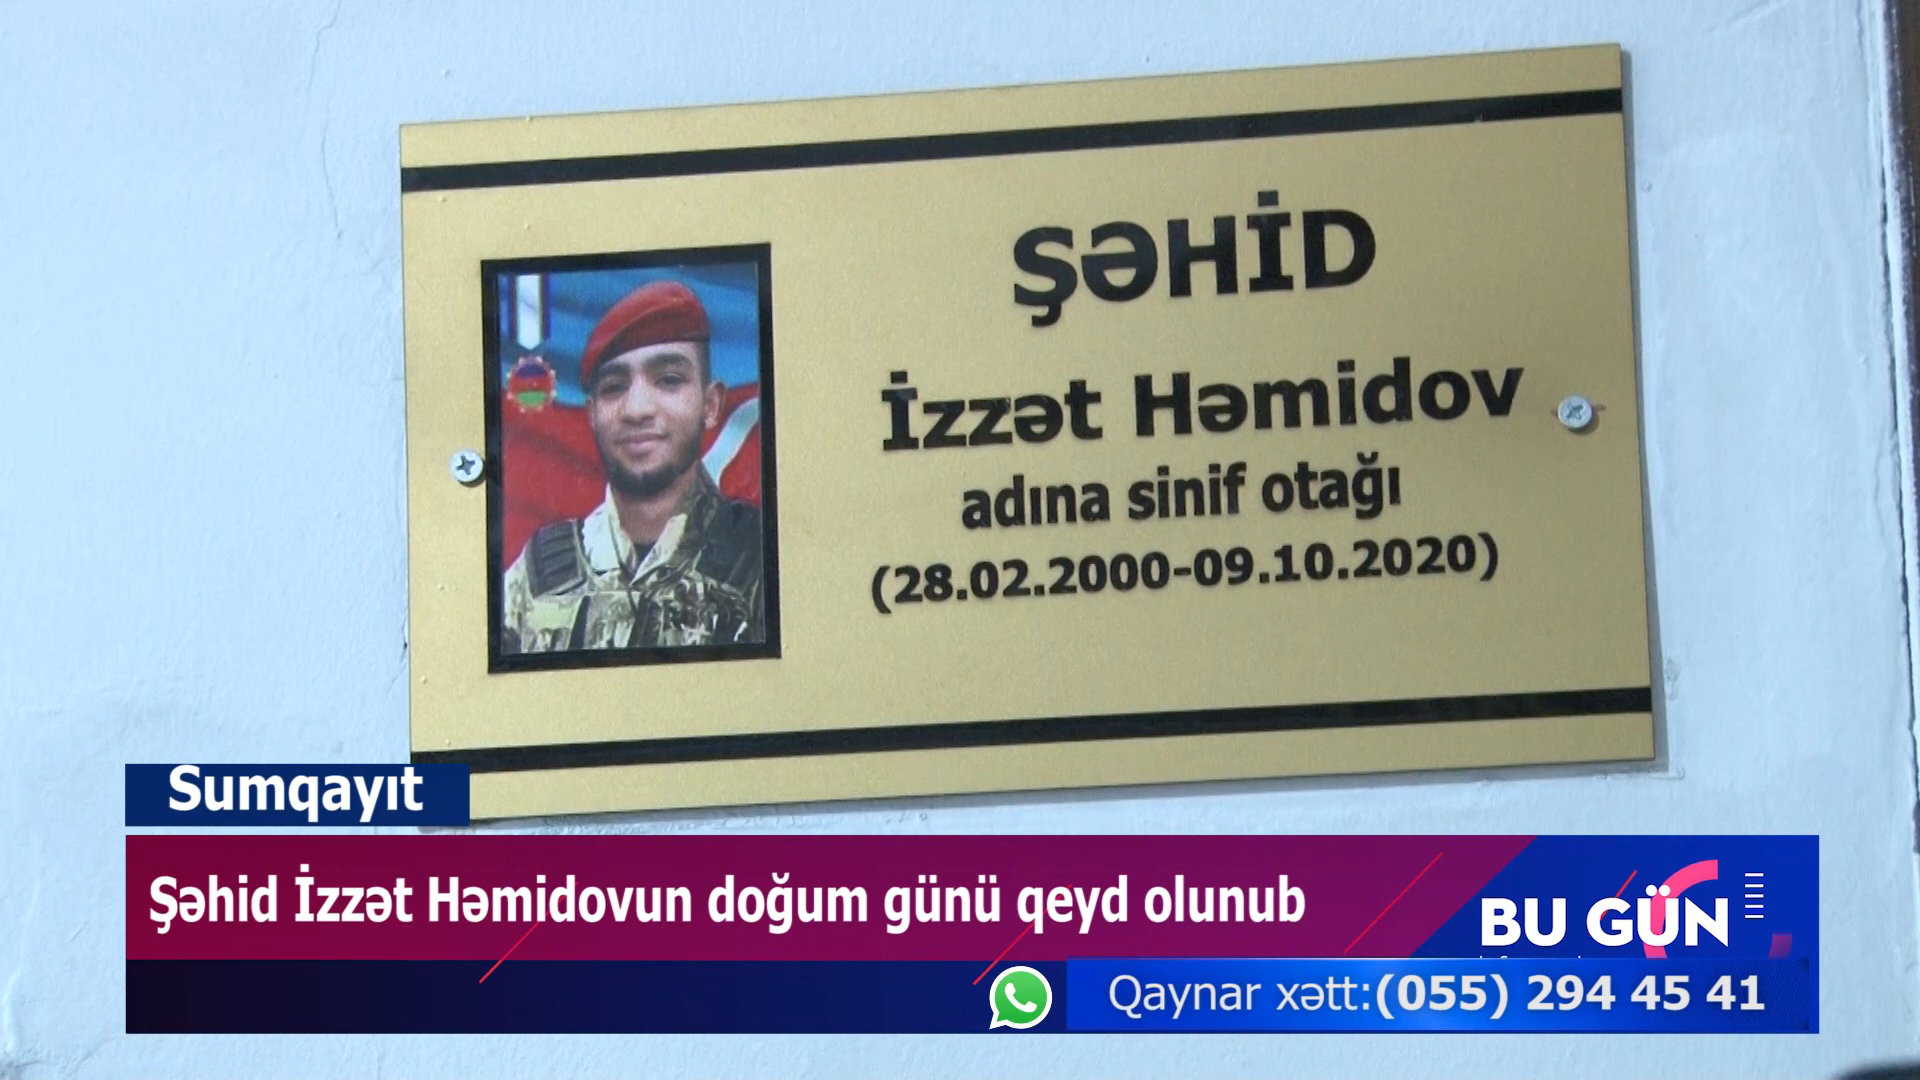 ŞƏHİD
İzzət Həmidov
adına sinif otağı
(28.02.2000-09.10.2020)
Sumqayıt
Şəhid İzzət Həmidovun doğum günü qeyd olunub
BU GÜN
Qaynar xətt:(055) 294 45 41